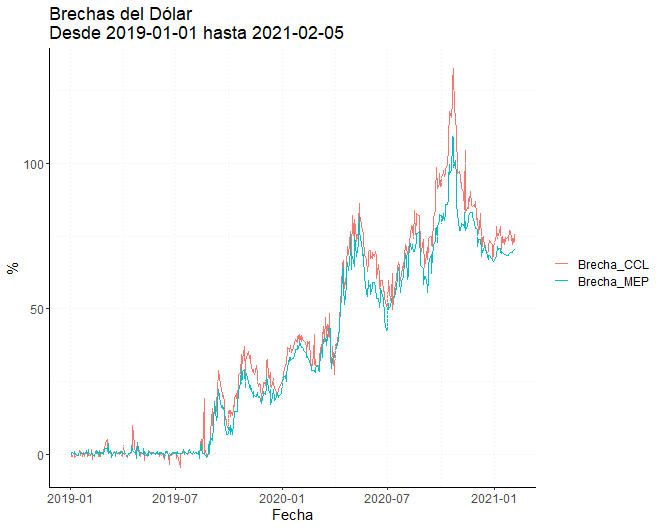 Brechas del Dólar
Desde 2019-01-01 hasta 2021-02-05
%
100
50
0
2019-01
2019-07
2020-01
2020-07
2021-01
Fecha
Brecha_CCL
Brecha_MEP